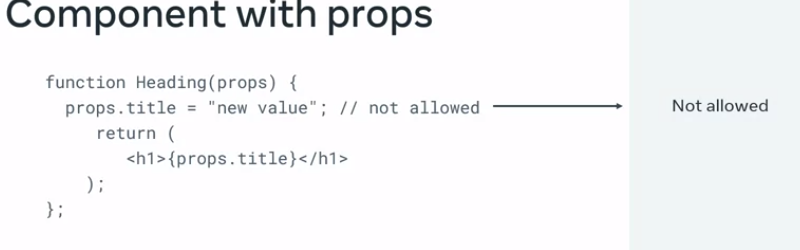 Component with props
function Heading(props) {
props.title = "new value"; // not allowed
Not allowed
return (
<h1>{props.title}</h1>
);
};